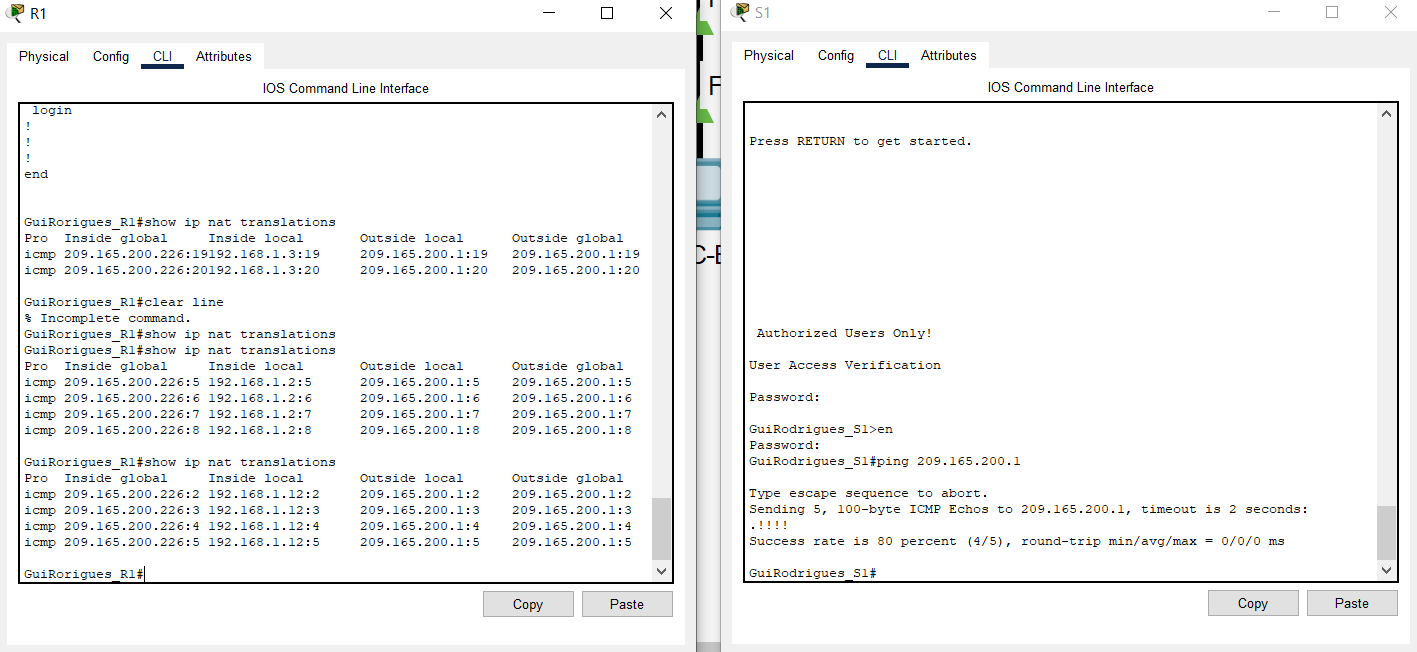 R1
Physical Config CLI Attributes
IOS Command Line Interface
login
!
!
!
end
GuiRorigues_R1#show ip nat translations
Pro Inside global Inside local Outside local Outside global
icmp 209.165.200.226:19192.168.1.3:19 209.165.200.1:19 209.165.200.1:19
icmp 209.165.200.226:20192.168.1.3:20 209.165.200.1:20 209.165.200.1:20
GuiRorigues_R1#clear line
% Incomplete command.
GuiRorigues_R1#show ip nat translations
GuiRorigues_R1#show ip nat translations
Pro Inside global Inside local Outside local Outside global
icmp 209.165.200.226:5 192.168.1.2:5 209.165.200.1:5 209.165.200.1:5
icmp 209.165.200.226:6 192.168.1.2:6 209.165.200.1:6 209.165.200.1:6
icmp 209.165.200.226:7 192.168.1.2:7 209.165.200.1:7 209.165.200.1:7
icmp 209.165.200.226:8 192.168.1.2:8 209.165.200.1:8 209.165.200.1:8
GuiRorigues_R1#show ip nat translations
Pro Inside global Inside local Outside local Outside global
icmp 209.165.200.226:2 192.168.1.12:2 209.165.200.1:2 209.165.200.1:2
icmp 209.165.200.226:3 192.168.1.12:3 209.165.200.1:3 209.165.200.1:3
icmp 209.165.200.226:4 192.168.1.12:4 209.165.200.1:4 209.165.200.1:4
icmp 209.165.200.226:5 192.168.1.12:5 209.165.200.1:5 209.165.200.1:5
GuiRorigues_R1#
Copy Paste
S1
Physical Config CLI Attributes
IOS Command Line Interface
Press RETURN to get started.
Authorized Users Only!
User Access Verification
Password:
GuiRodrigues_S1>en
Password:
GuiRodrigues_S1#ping 209.165.200.1
Type escape sequence to abort.
Sending 5, 100-byte ICMP Echos to 209.165.200.1, timeout is 2 seconds:
.!!!!
Success rate is 80 percent (4/5), round-trip min/avg/max = 0/0/0 ms
GuiRodrigues_S1#
Copy Paste